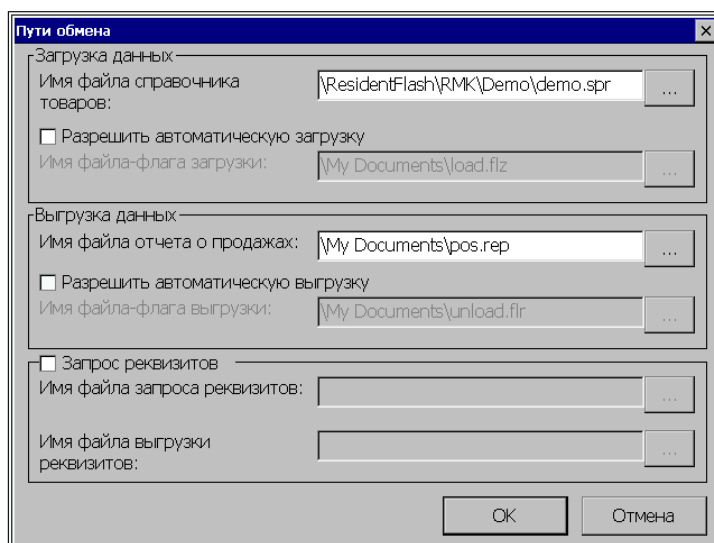 Пути обмена
Загрузка данных
Имя файла справочника
товаров:
\ResidentFlash\RMK\Demo\demo.spr
...
Разрешить автоматическую загрузку
Имя файла-флага загрузки:
\My Documents\load.flz
...
Выгрузка данных
Имя файла отчета о продажах:
\My Documents\pos.rep
...
Разрешить автоматическую выгрузку
Имя файла-флага выгрузки:
\My Documents\unload.flr
...
Запрос реквизитов
Имя файла запроса реквизитов:
...
Имя файла выгрузки
реквизитов:
...
OK
Отмена